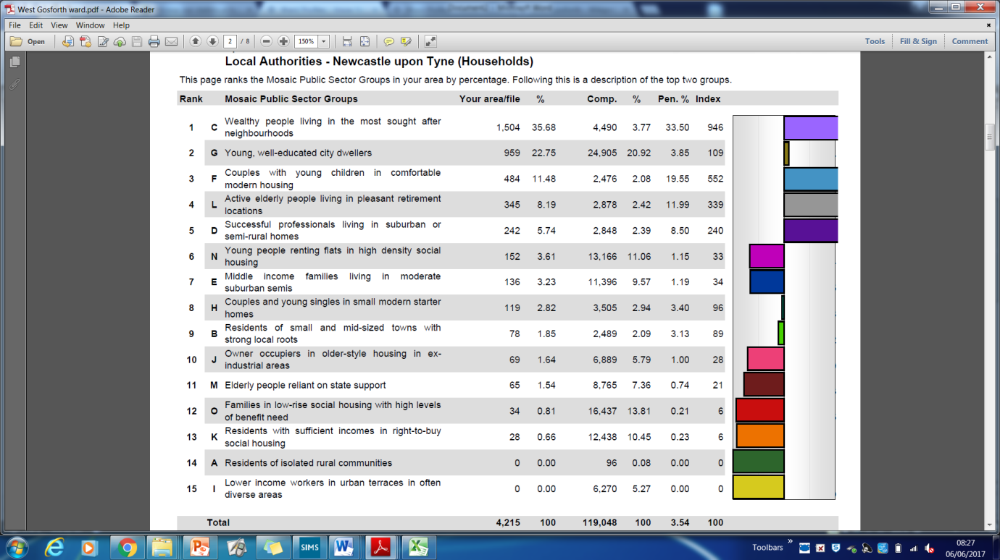 West Gosforth ward.pdf - Adobe Reader
File Edit View Window Help
Open 2 / 8 150% Tools Fill & Sign Comment
Local Authorities - Newcastle upon Tyne (Households)
This page ranks the Mosaic Public Sector Groups in your area by percentage. Following this is a description of the top two groups.
Rank Mosaic Public Sector Groups Your area/file % Comp. % Pen. % Index
Wealthy people living in the most sought after
1 C neighbourhoods 1,504 35.68 4,490 3.77 33.50 946
2 G Young, well-educated city dwellers 959 22.75 24,905 20.92 3.85 109
Couples with young children in comfortable
3 F modern housing 484 11.48 2,476 2.08 19.55 552
Active elderly people living in pleasant retirement
4 L locations 345 8.19 2,878 2.42 11.99 339
Successful professionals living in suburban or
5 D semi-rural homes 242 5.74 2,848 2.39 8.50 240
Young people renting flats in high density social
6 N housing 152 3.61 13,166 11.06 1.15 33
Middle income families living in moderate
7 E suburban semis 136 3.23 11,396 9.57 1.19 34
Couples and young singles in small modern starter
8 H homes 119 2.82 3,505 2.94 3.40 96
Residents of small and mid-sized towns with
9 B strong local roots 78 1.85 2,489 2.09 3.13 89
Owner occupiers in older-style housing in ex-
10 J industrial areas 69 1.64 6,889 5.79 1.00 28
11 M Elderly people reliant on state support 65 1.54 8,765 7.36 0.74 21
Families in low-rise social housing with high levels
12 O of benefit need 34 0.81 16,437 13.81 0.21 6
Residents with sufficient incomes in right-to-buy
13 K social housing 28 0.66 12,438 10.45 0.23 6
14 A Residents of isolated rural communities 0 0.00 96 0.08 0.00 0
Lower income workers in urban terraces in often
15 I diverse areas 0 0.00 6,270 5.27 0.00 0
Total 4,215 100 119,048 100 3.54 100
SIMS Toolbars » 08:27
06/06/2017